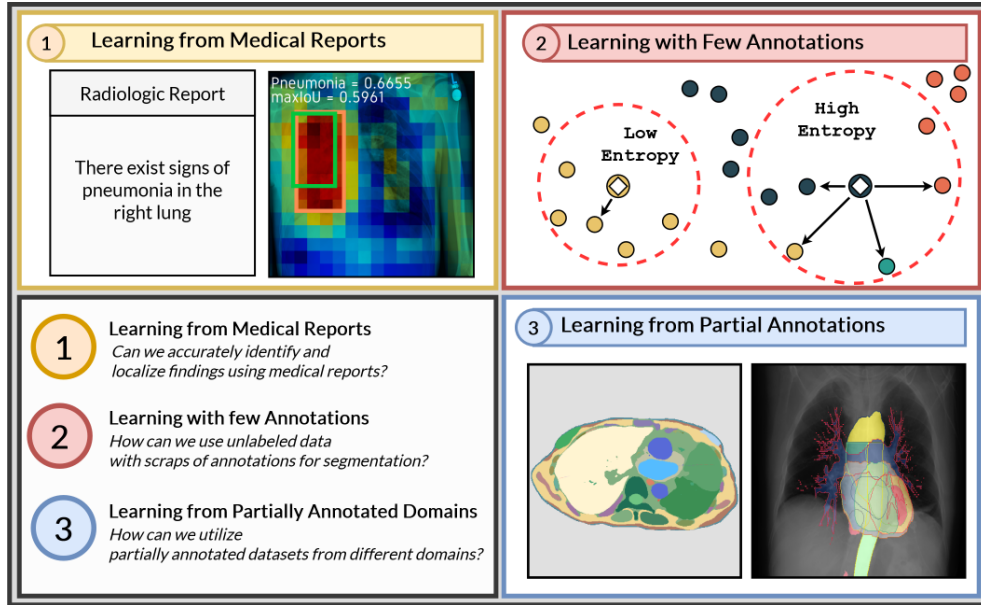 1 Learning from Medical Reports
Radiologic Report
There exist signs of
pneumonia in the
right lung
Pneumonia = 0.6655
maxIoU = 0.5961
2 Learning with Few Annotations
Low
Entropy
High
Entropy
1
Learning from Medical Reports
Can we accurately identify and
localize findings using medical reports?
2
Learning with few Annotations
How can we use unlabeled data
with scraps of annotations for segmentation?
3
Learning from Partially Annotated Domains
How can we utilize
partially annotated datasets from different domains?
3 Learning from Partial Annotations